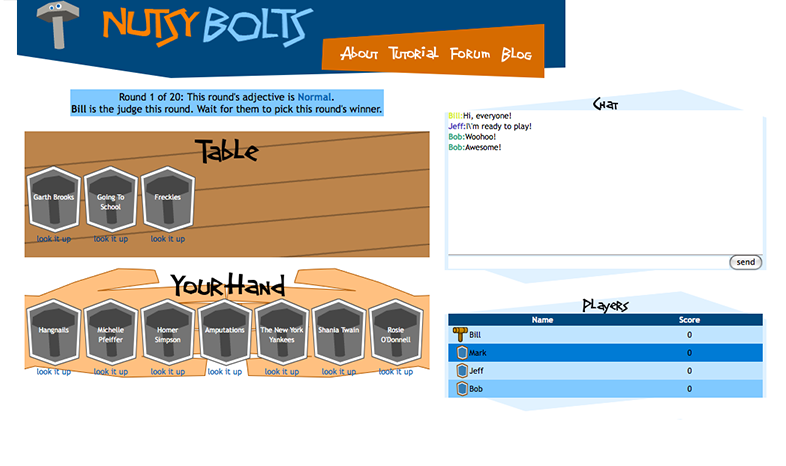 NUTSY BOLTS
About Tutorial Forum Blog
Round 1 of 20: This round's adjective is Normal.
Bill is the judge this round. Wait for them to pick this round's winner.
Table
Garth Brooks
Going To
School
Freckles
look it up look it up look it up
Your Hand
Hangnails
Michelle
Pfeiffer
Homer
Simpson
Amputations
The New York
Yankees
Shania Twain
Rosie
O'Donnell
look it up look it up look it up look it up look it up look it up look it up
Chat
Bill:Hi, everyone!
Jeff:I\'m ready to play!
Bob:Woohoo!
Bob:Awesome!
send
Players
Name Score
Bill 0
Mark 0
Jeff 0
Bob 0